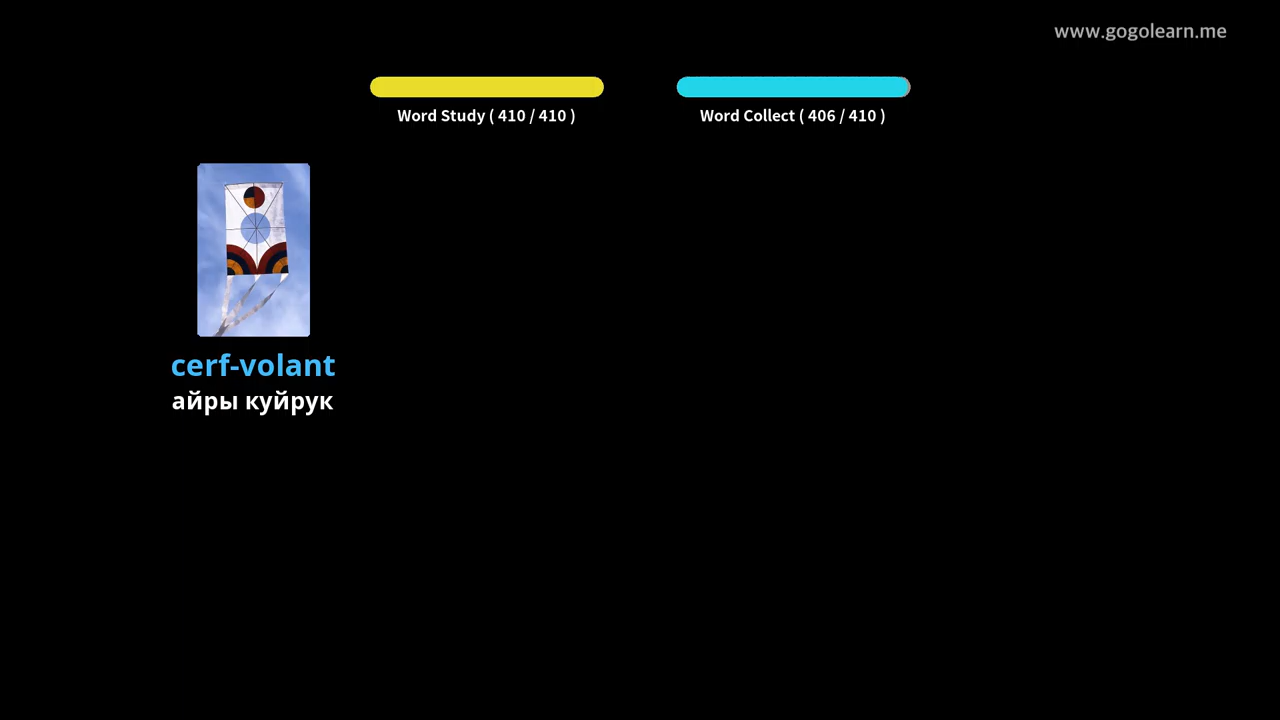 www.gogolearn.me
Word Study ( 410 / 410 )
Word Collect ( 406 / 410 )
cerf-volant
айры куйрук